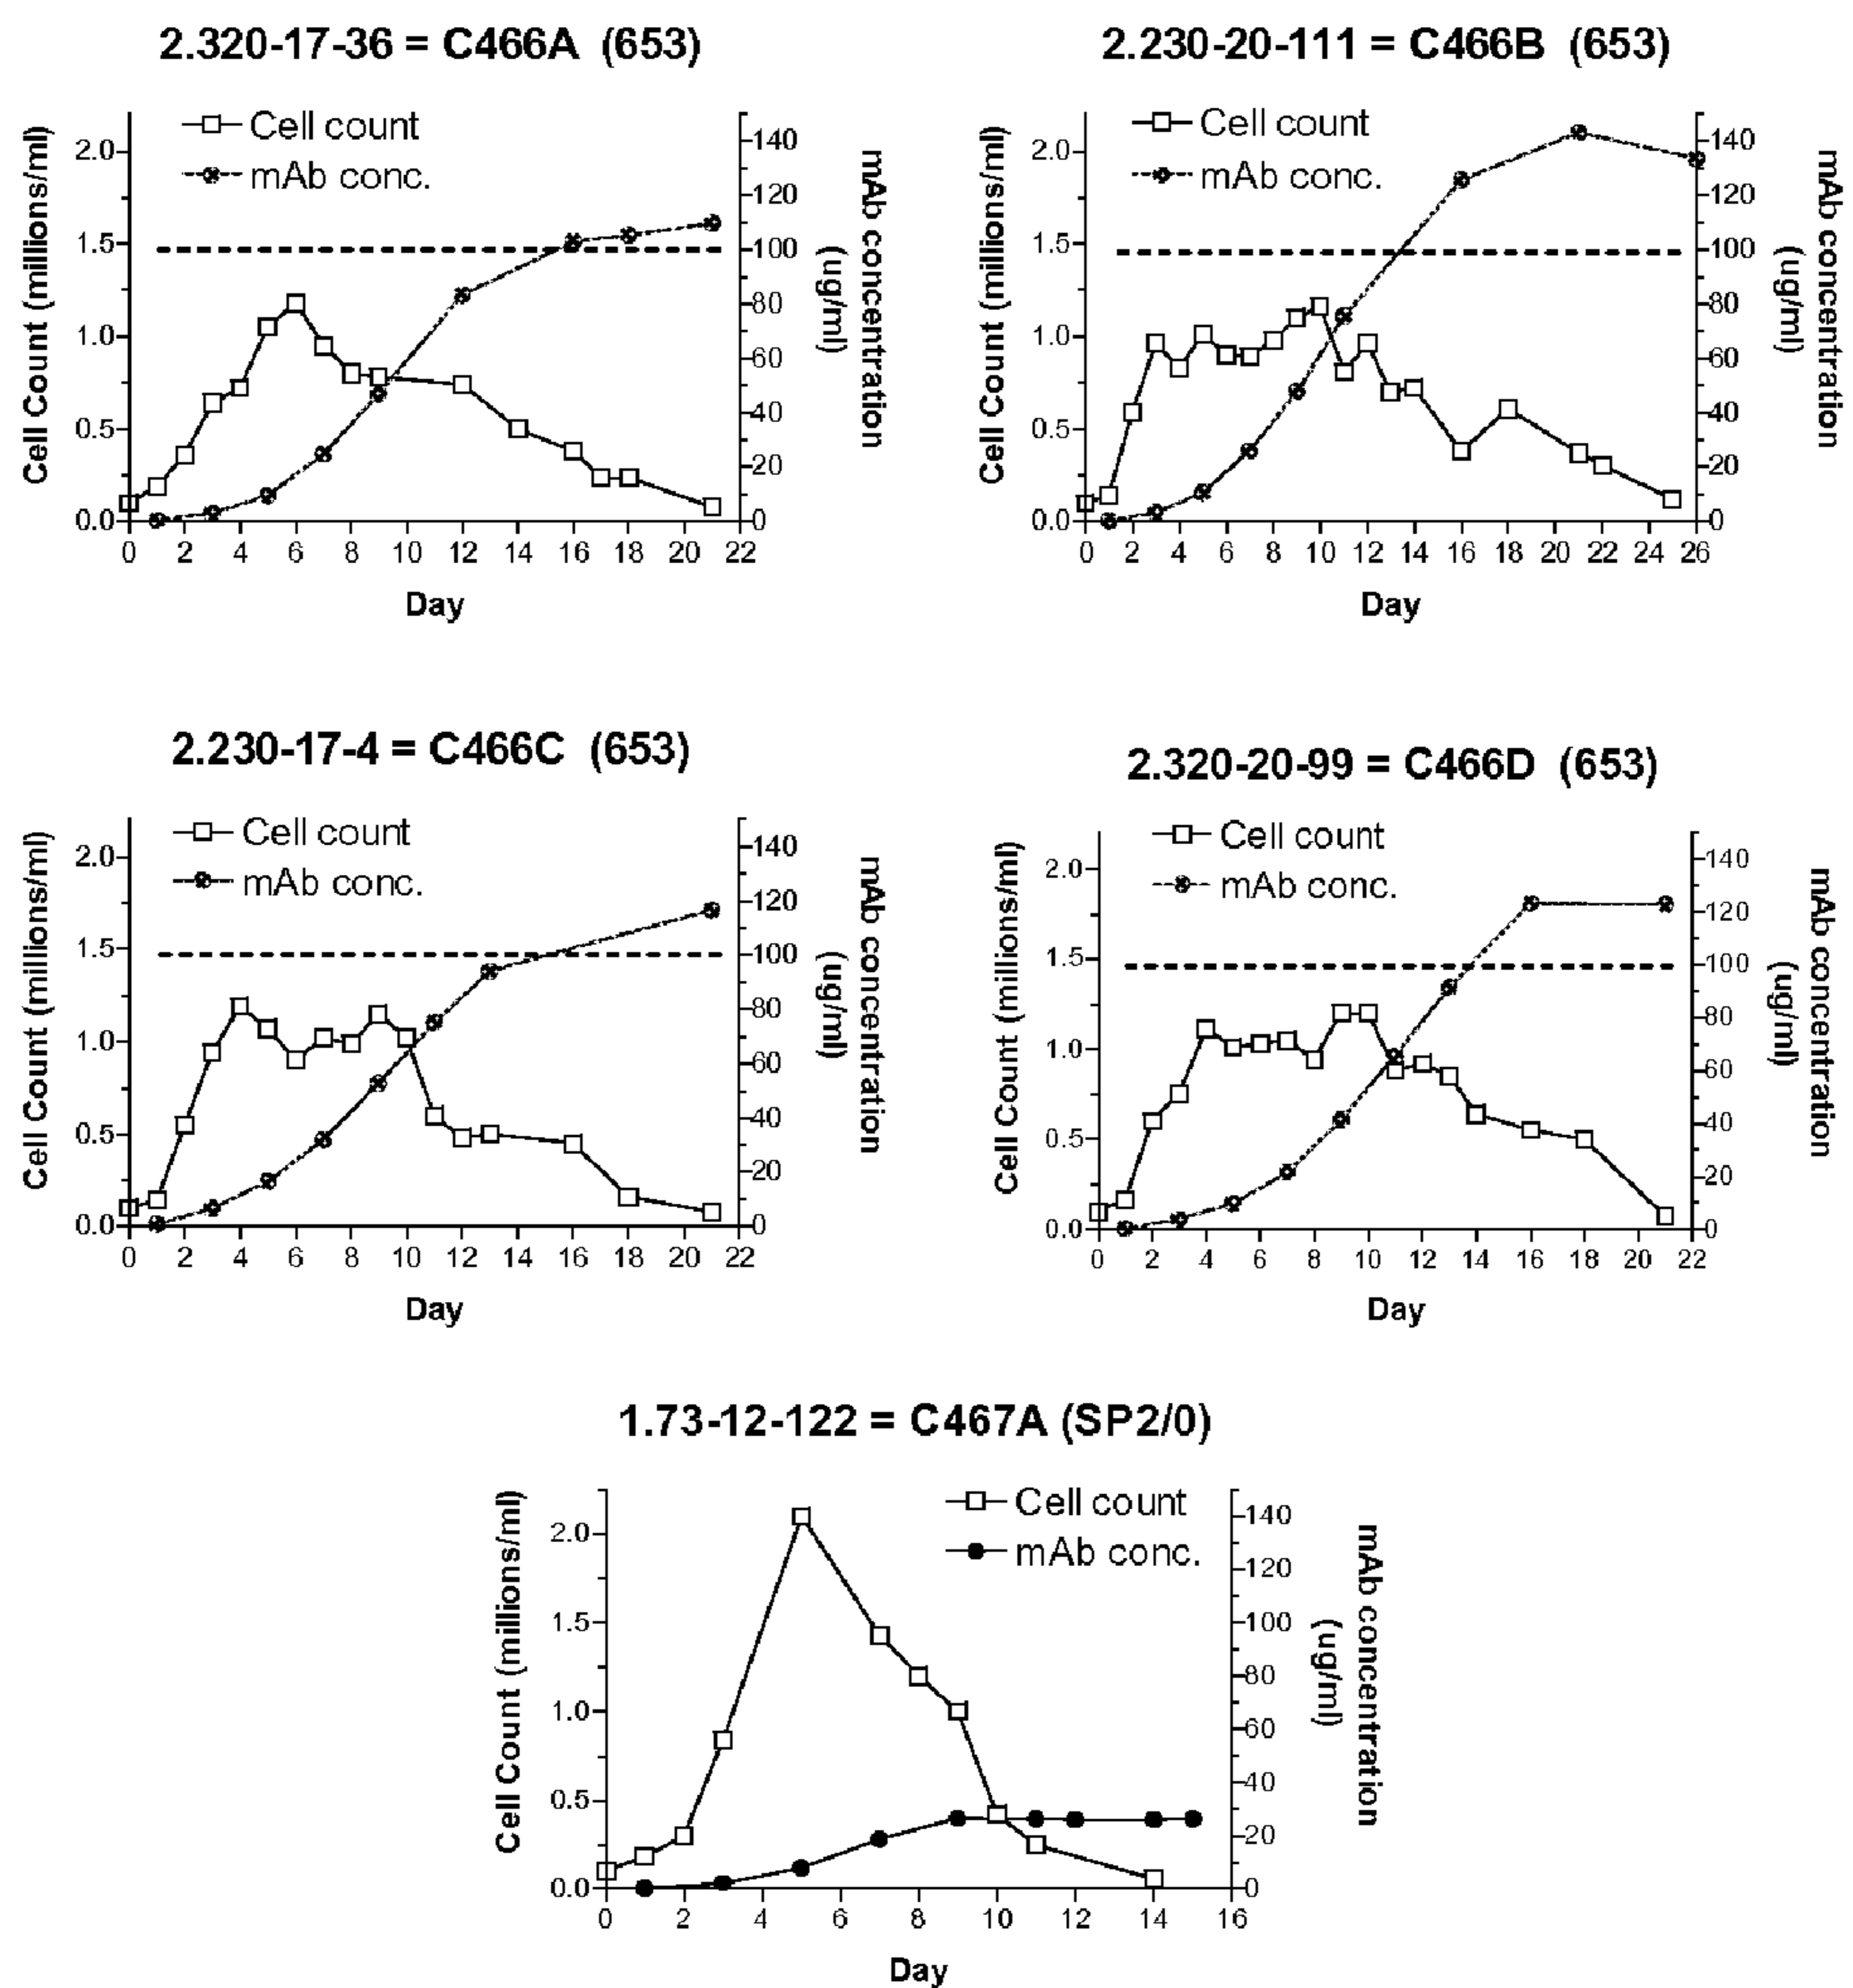 2.320-17-36 = C466A (653)
Cell count
mAb conc.
Cell Count (millions/ml)
2.0
1.5
1.0
0.5
0.0
140
120
100
80
60
40
20
0
mAb concentration
(ug/ml)
0 2 4 6 8 10 12 14 16 18 20 22
Day
2.230-20-111 = C466B (653)
Cell count
mAb conc.
Cell Count (millions/ml)
2.0
1.5
1.0
0.5
0.0
140
120
100
80
60
40
20
0
mAb concentration
(ug/ml)
0 2 4 6 8 10 12 14 16 18 20 22 24 26
Day
2.230-17-4 = C466C (653)
Cell count
mAb conc.
Cell Count (millions/ml)
2.0
1.5
1.0
0.5
0.0
140
120
100
80
60
40
20
0
mAb concentration
(ug/ml)
0 2 4 6 8 10 12 14 16 18 20 22
Day
2.320-20-99 = C466D (653)
Cell count
mAb conc.
Cell Count (millions/ml)
2.0
1.5
1.0
0.5
0.0
140
120
100
80
60
40
20
0
mAb concentration
(ug/ml)
0 2 4 6 8 10 12 14 16 18 20 22
Day
1.73-12-122 = C467A (SP2/0)
Cell count
mAb conc.
Cell Count (millions/ml)
2.0
1.5
1.0
0.5
0.0
140
120
100
80
60
40
20
0
mAb concentration
(ug/ml)
0 2 4 6 8 10 12 14 16
Day